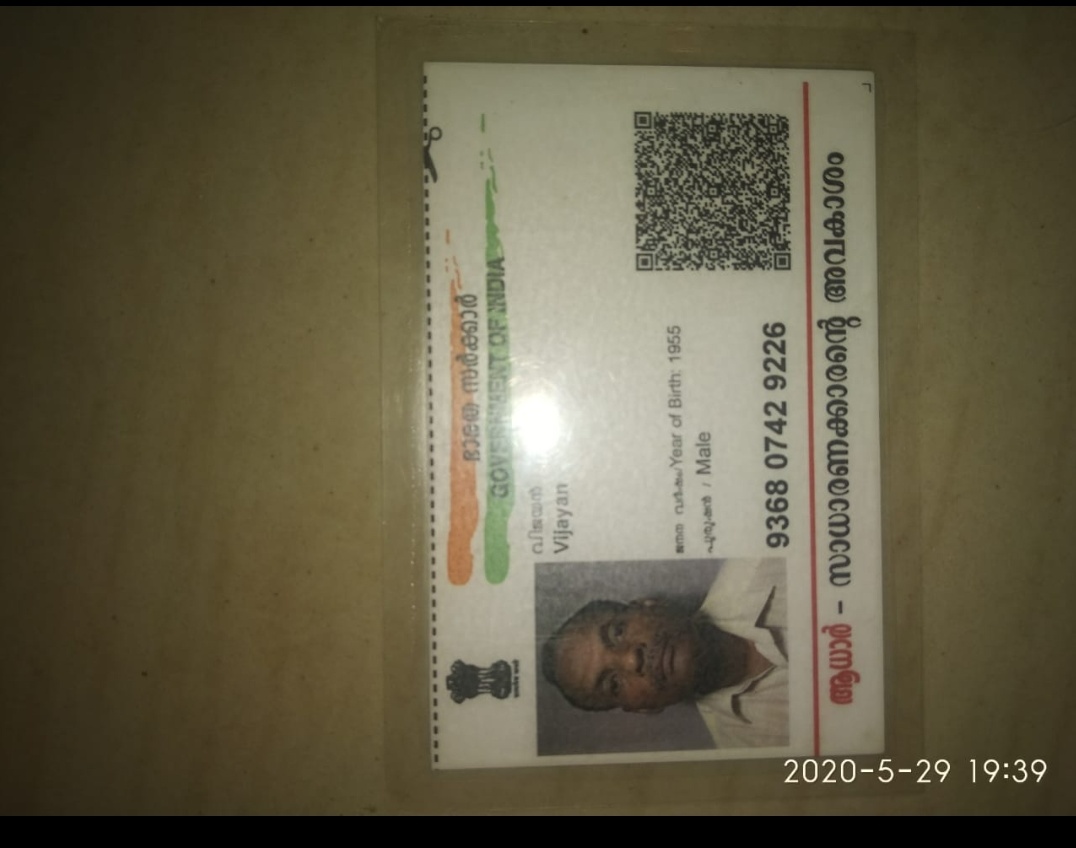 ഭാരത സർക്കാർ
GOVERNMENT OF INDIA
വിജയൻ
Vijayan
ജനന വർഷം/Year of Birth: 1955
പുരുഷൻ / Male
9368 0742 9226
ആധാർ – സാധാരണക്കാരന്റെ അവകാശം
2020-5-29 19:39